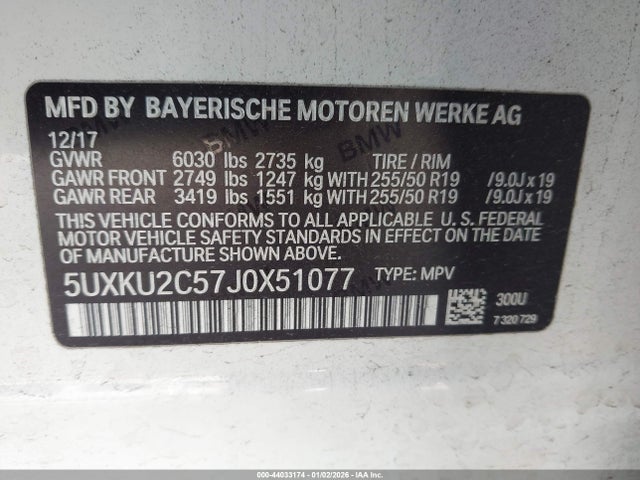 MFD BY BAYERISCHE MOTOREN WERKE AG
12/17
GVWR 6030 lbs 2735 kg TIRE / RIM
GAWR FRONT 2749 lbs 1247 kg WITH 255/50 R19 /9.0J x 19
GAWR REAR 3419 lbs 1551 kg WITH 255/50 R19 /9.0J x 19
THIS VEHICLE CONFORMS TO ALL APPLICABLE U. S. FEDERAL
MOTOR VEHICLE SAFETY STANDARDS IN EFFECT ON THE DATE
OF MANUFACTURE SHOWN ABOVE.
5UXKU2C57J0X51077 TYPE: MPV
300U
7 320 729
BMW
000-44033174 - 01/02/2026 - IAAI.COM